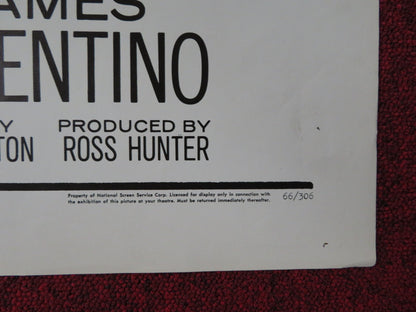 AMES
ENTINO
Y PRODUCED BY
TON ROSS HUNTER
Property of National Screen Service Corp. Licensed for display only in connection with
the exhibition of this picture at your theatre. Must be returned immediately thereafter.
66/306